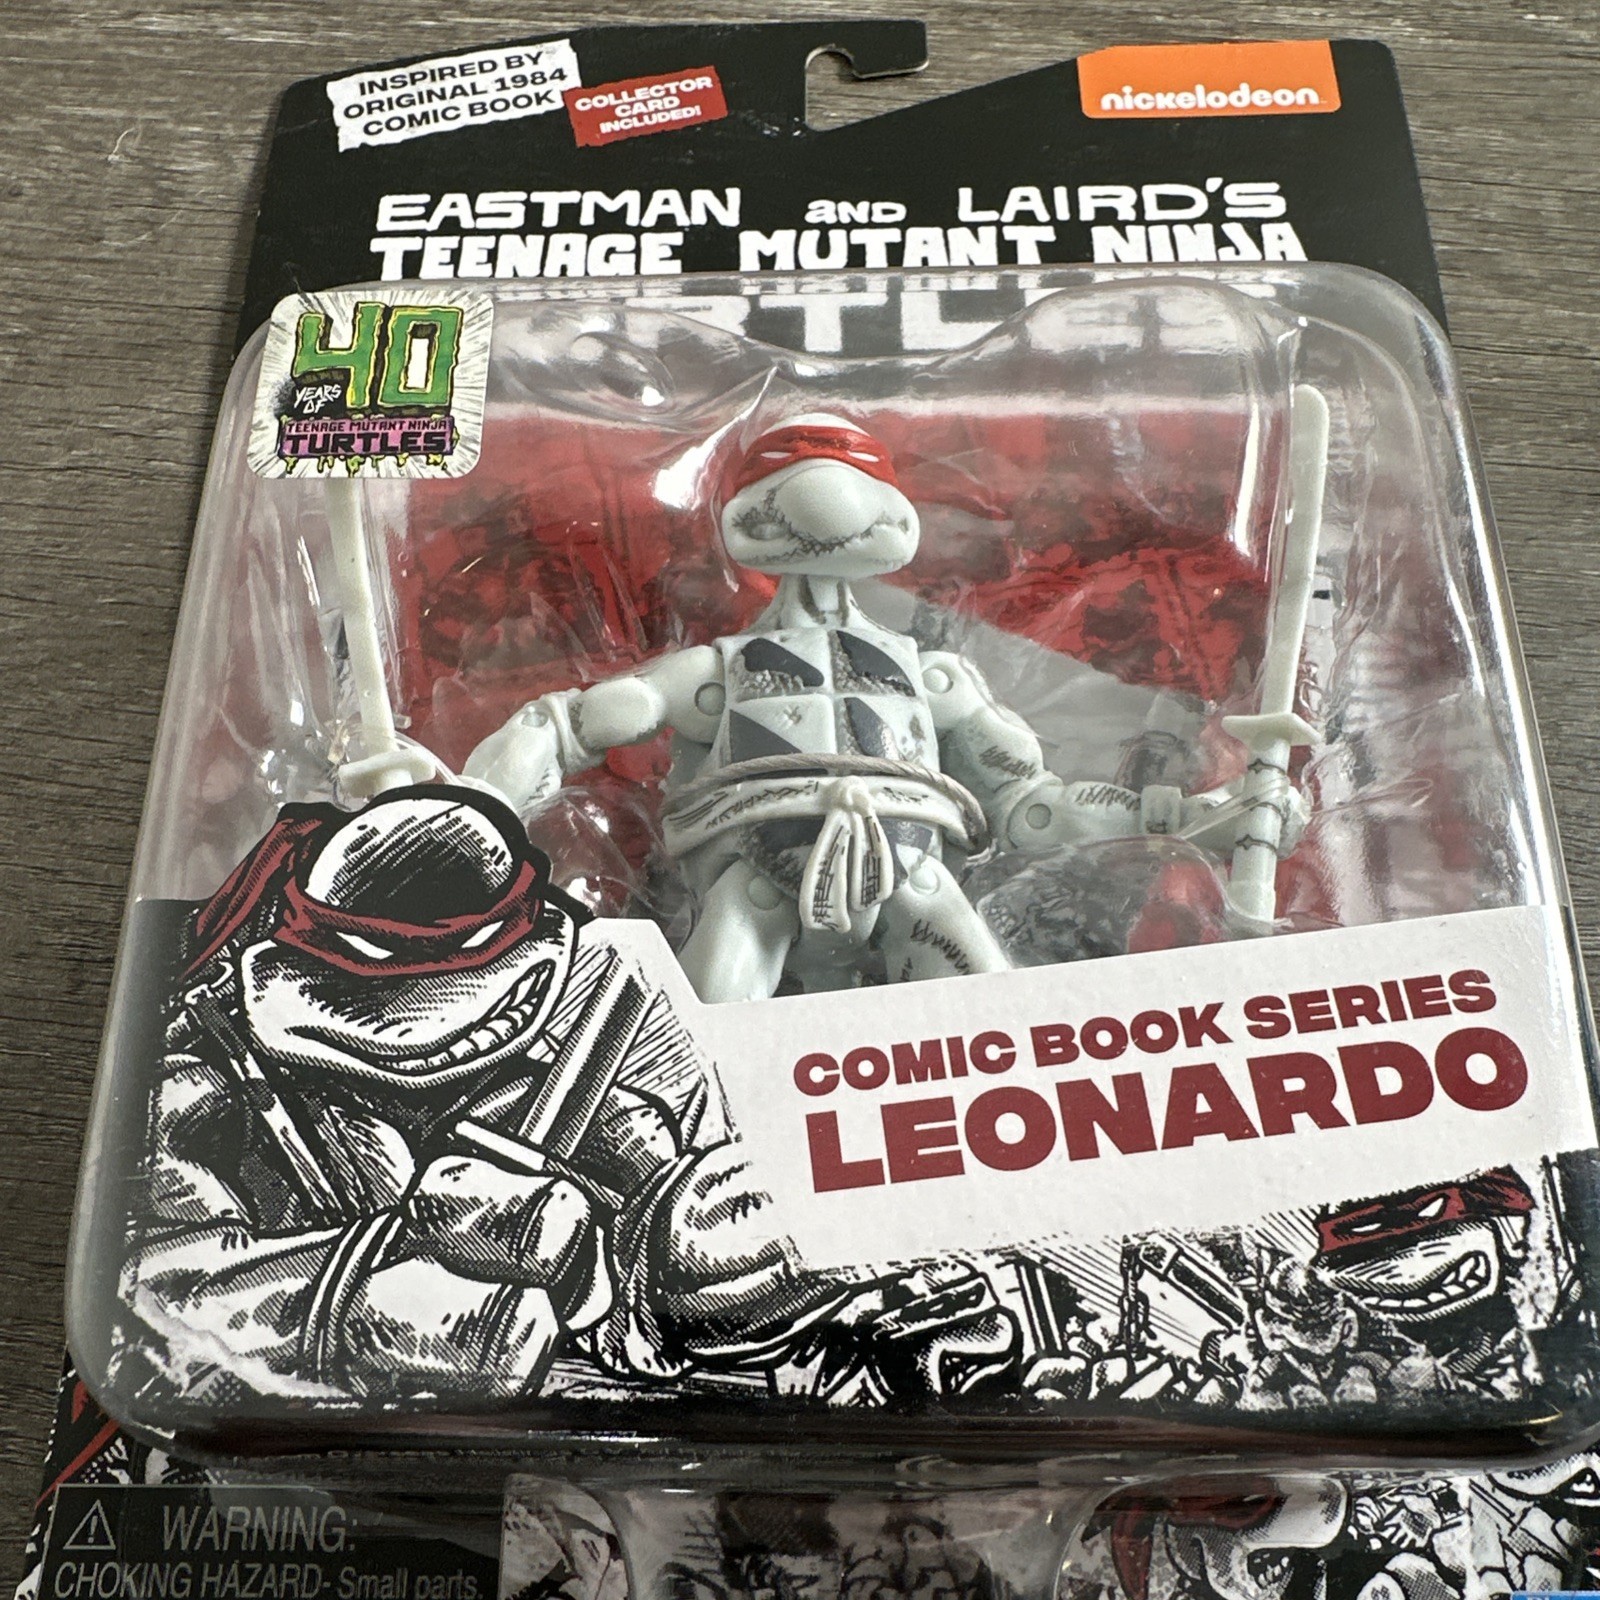 INSPIRED BY
ORIGINAL 1984
COMIC BOOK
COLLECTOR
CARD
INCLUDED!
nickelodeon
EASTMAN AND LAIRD'S
TEENAGE MUTANT NINJA
TURTLES
40
YEARS
OF
TEENAGE MUTANT NINJA
TURTLES
COMIC BOOK SERIES
LEONARDO
WARNING:
CHOKING HAZARD- Small parts.